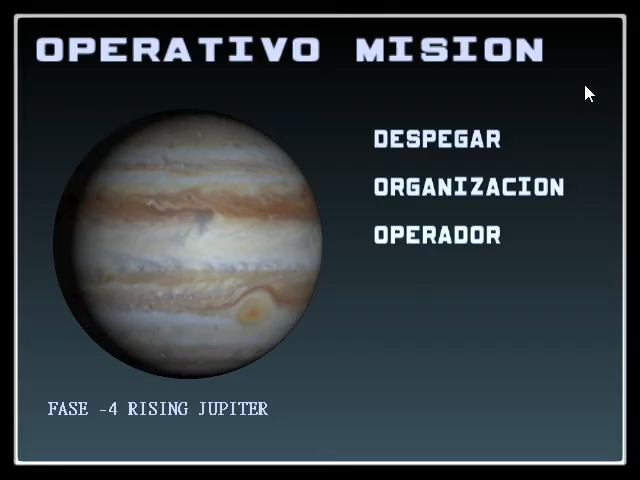 OPERATIVO MISION
DESPEGAR
ORGANIZACION
OPERADOR
FASE -4 RISING JUPITER